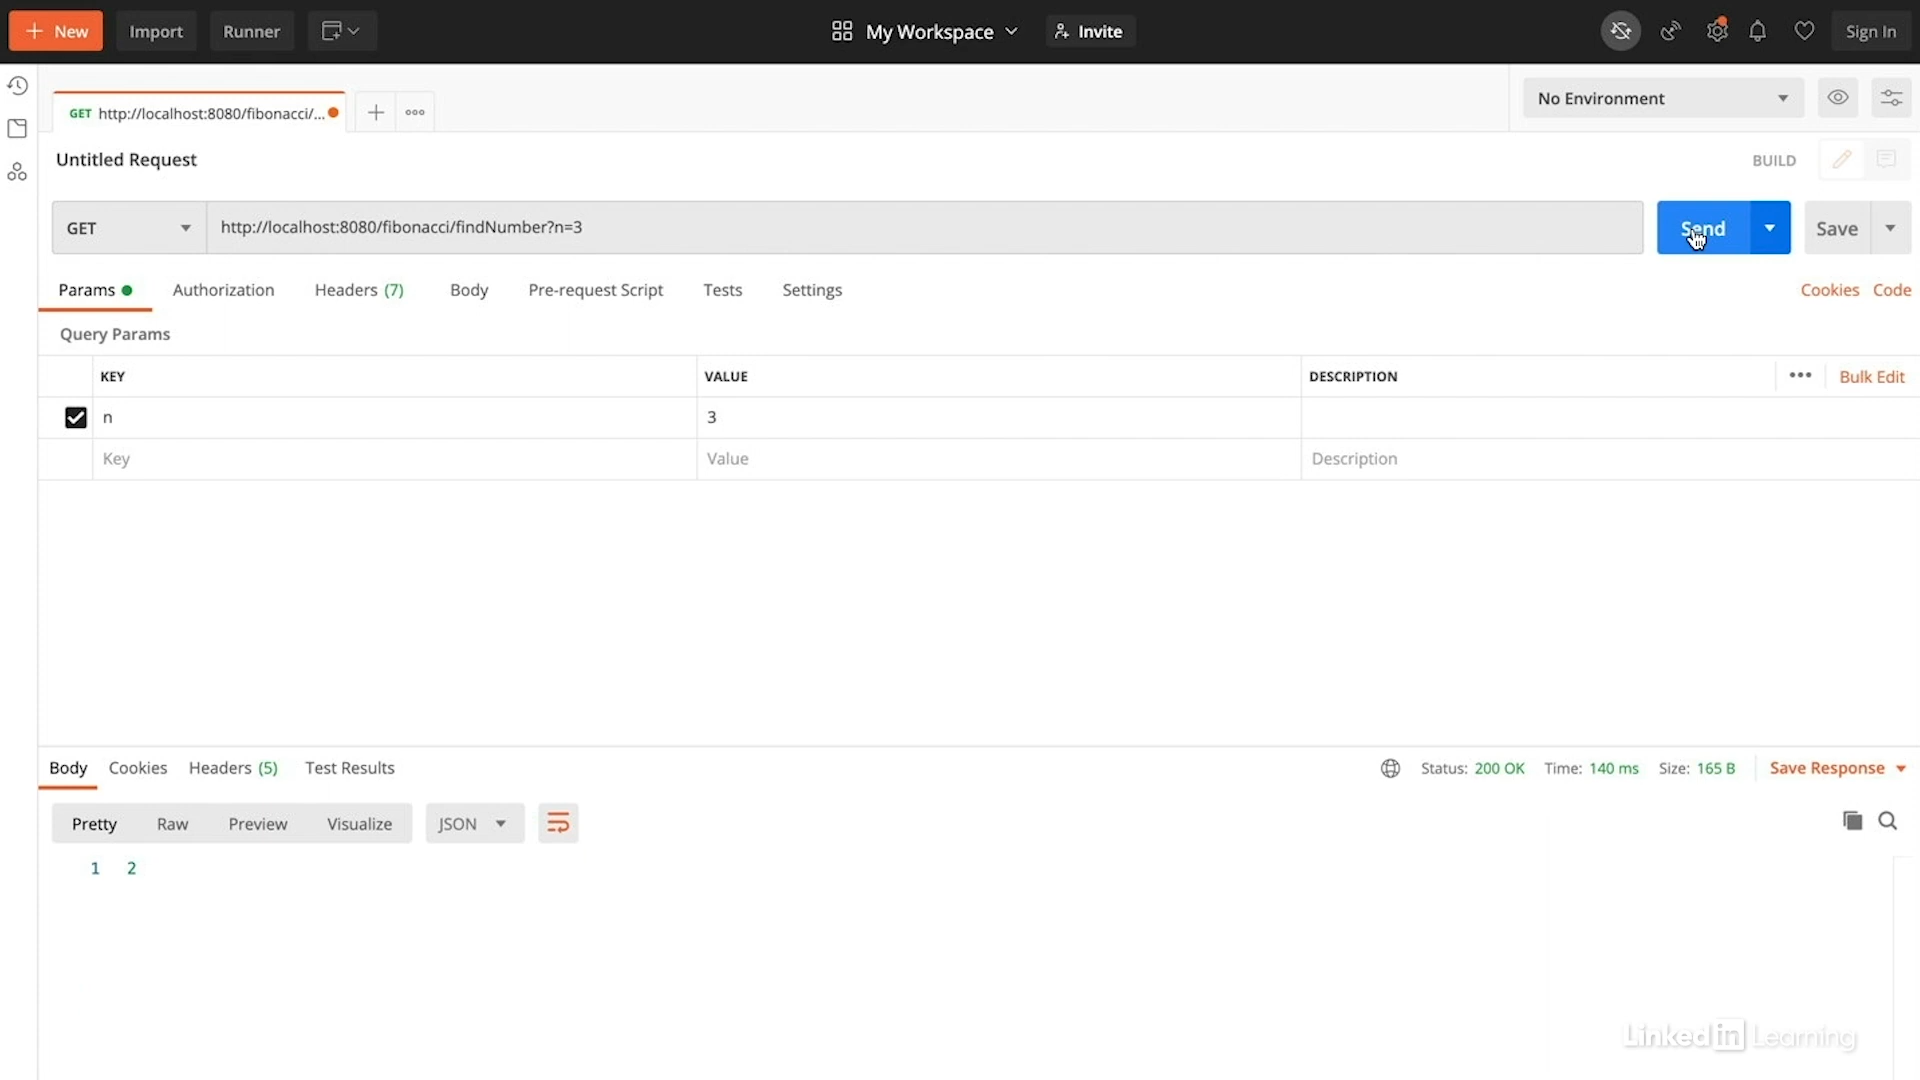 New
Import
Runner
My Workspace
Invite
Sign In
GET http://localhost:8080/fibonacci/...
No Environment
Untitled Request
BUILD
GET
http://localhost:8080/fibonacci/findNumber?n=3
Send
Save
Params
Authorization
Headers (7)
Body
Pre-request Script
Tests
Settings
Cookies
Code
Query Params
KEY
VALUE
DESCRIPTION
Bulk Edit
n
3
Key
Value
Description
Body
Cookies
Headers (5)
Test Results
Status: 200 OK
Time: 140 ms
Size: 165 B
Save Response
Pretty
Raw
Preview
Visualize
JSON
1 2
LinkedIn Learning